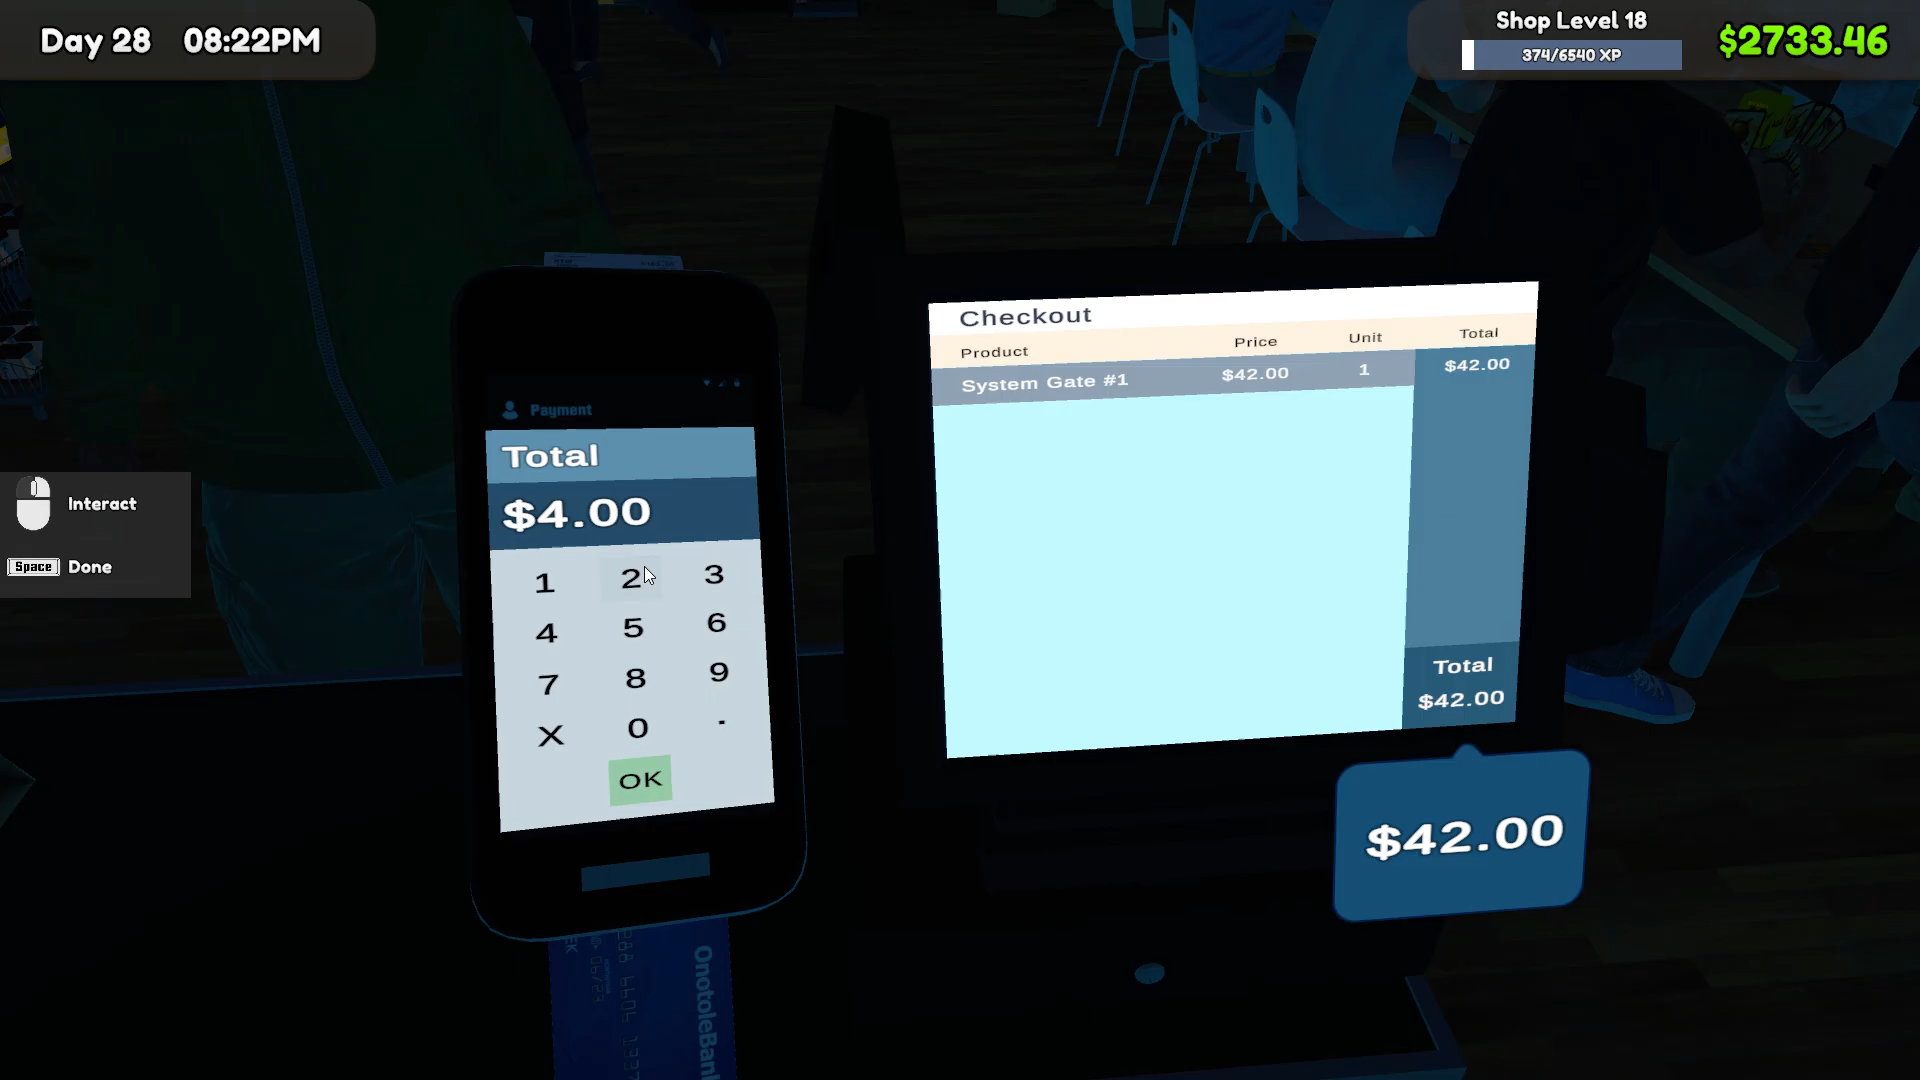 Day 28 08:22PM
Shop Level 18
374/6540 XP
$2733.46
Interact
Space Done
Payment
Total
$4.00
1 2 3
4 5 6
7 8 9
X 0 .
OK
OnotoleBank
Checkout
Product Price Unit Total
System Gate #1 $42.00 1 $42.00
Total
$42.00
$42.00